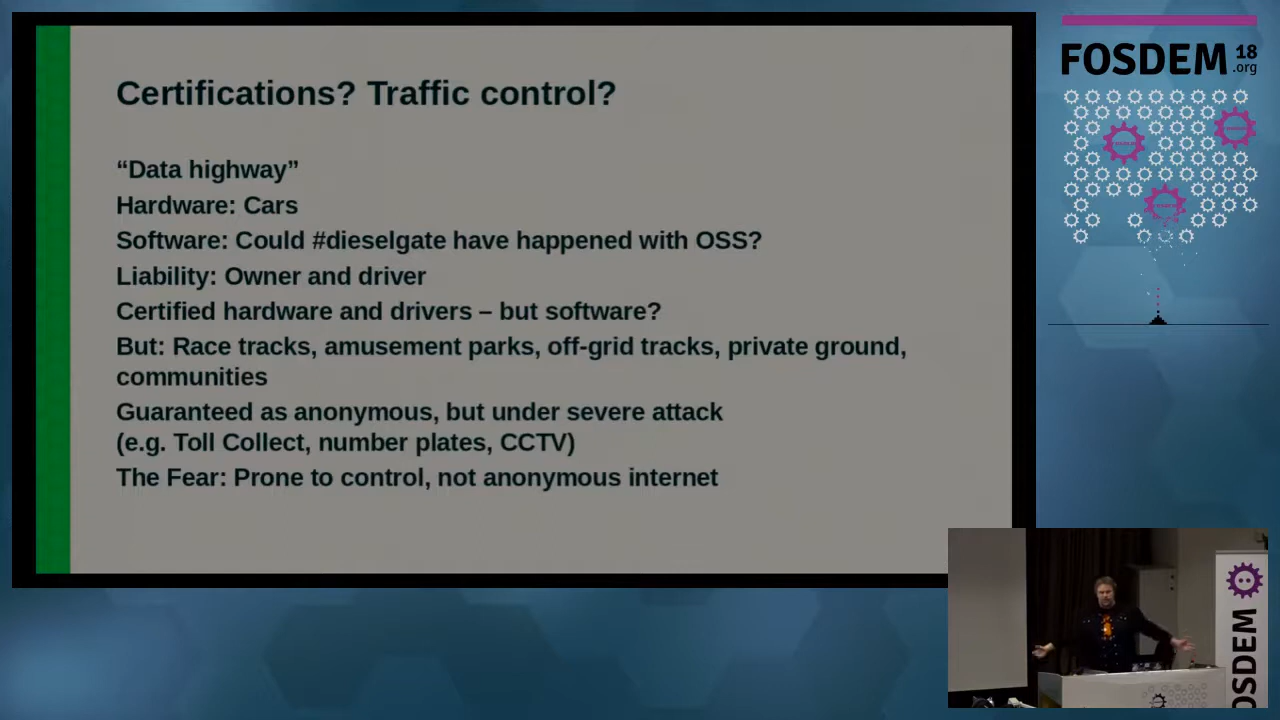 Certifications? Traffic control?
“Data highway”
Hardware: Cars
Software: Could #dieselgate have happened with OSS?
Liability: Owner and driver
Certified hardware and drivers – but software?
But: Race tracks, amusement parks, off-grid tracks, private ground,
communities
Guaranteed as anonymous, but under severe attack
(e.g. Toll Collect, number plates, CCTV)
The Fear: Prone to control, not anonymous internet
FOSDEM 18
.org
OSDEM